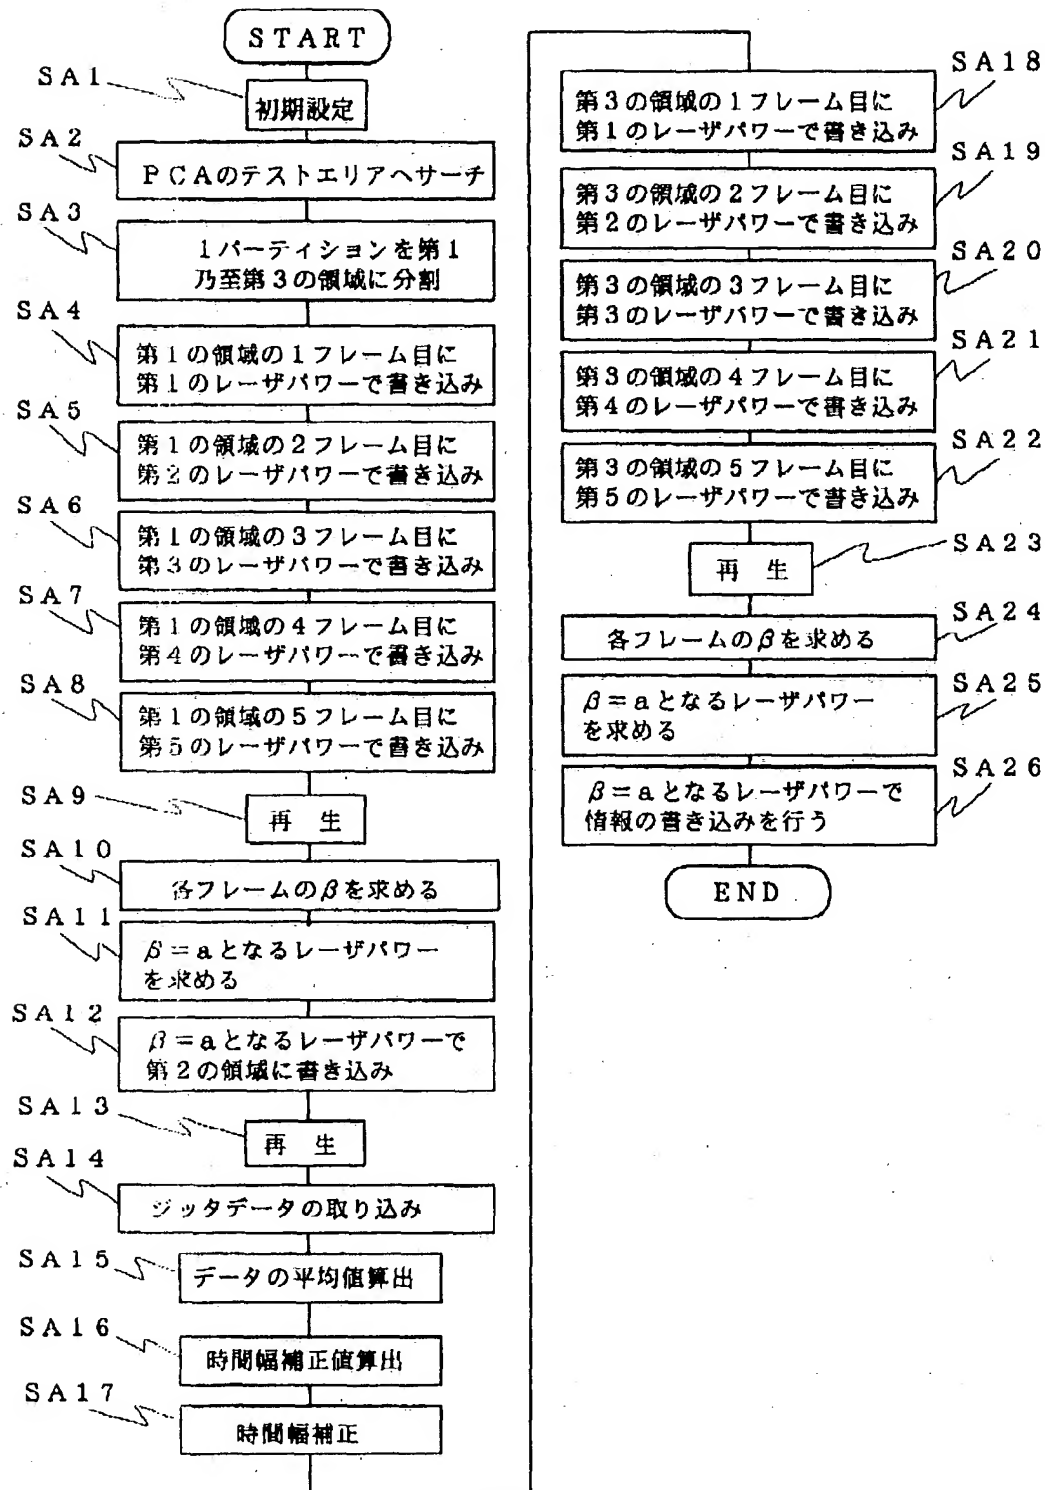 START
SA1
初期設定
SA2
PCAのテストエリアへサーチ
SA3
1パーティションを第1
乃至第3の領域に分割
SA4
第1の領域の1フレーム目に
第1のレーザパワーで書き込み
SA5
第1の領域の2フレーム目に
第2のレーザパワーで書き込み
SA6
第1の領域の3フレーム目に
第3のレーザパワーで書き込み
SA7
第1の領域の4フレーム目に
第4のレーザパワーで書き込み
SA8
第1の領域の5フレーム目に
第5のレーザパワーで書き込み
SA9
再 生
SA10
各フレームのβを求める
SA11
β=aとなるレーザパワー
を求める
SA12
β=aとなるレーザパワーで
第2の領域に書き込み
SA13
再 生
SA14
ジッタデータの取り込み
SA15
データの平均値算出
SA16
時間幅補正値算出
SA17
時間幅補正
SA18
第3の領域の1フレーム目に
第1のレーザパワーで書き込み
SA19
第3の領域の2フレーム目に
第2のレーザパワーで書き込み
SA20
第3の領域の3フレーム目に
第3のレーザパワーで書き込み
SA21
第3の領域の4フレーム目に
第4のレーザパワーで書き込み
SA22
第3の領域の5フレーム目に
第5のレーザパワーで書き込み
SA23
再 生
SA24
各フレームのβを求める
SA25
β=aとなるレーザパワー
を求める
SA26
β=aとなるレーザパワーで
情報の書き込みを行う
END